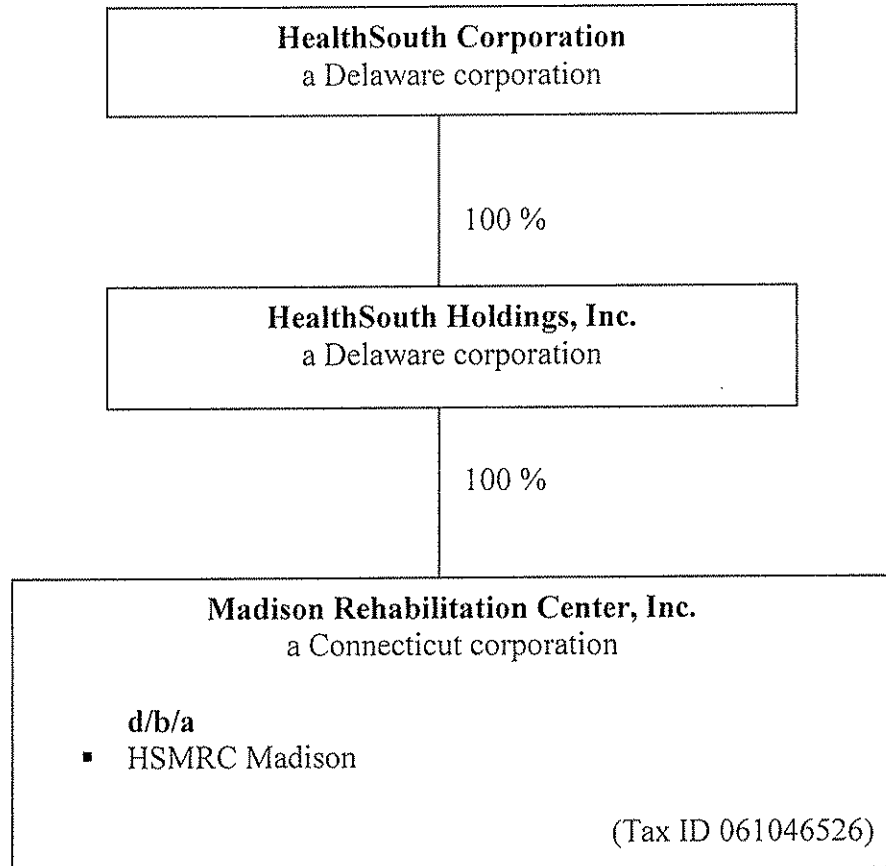 HealthSouth Corporation
a Delaware corporation
100 %
HealthSouth Holdings, Inc.
a Delaware corporation
100 %
Madison Rehabilitation Center, Inc.
a Connecticut corporation
d/b/a
▪ HSMRC Madison
(Tax ID 061046526)